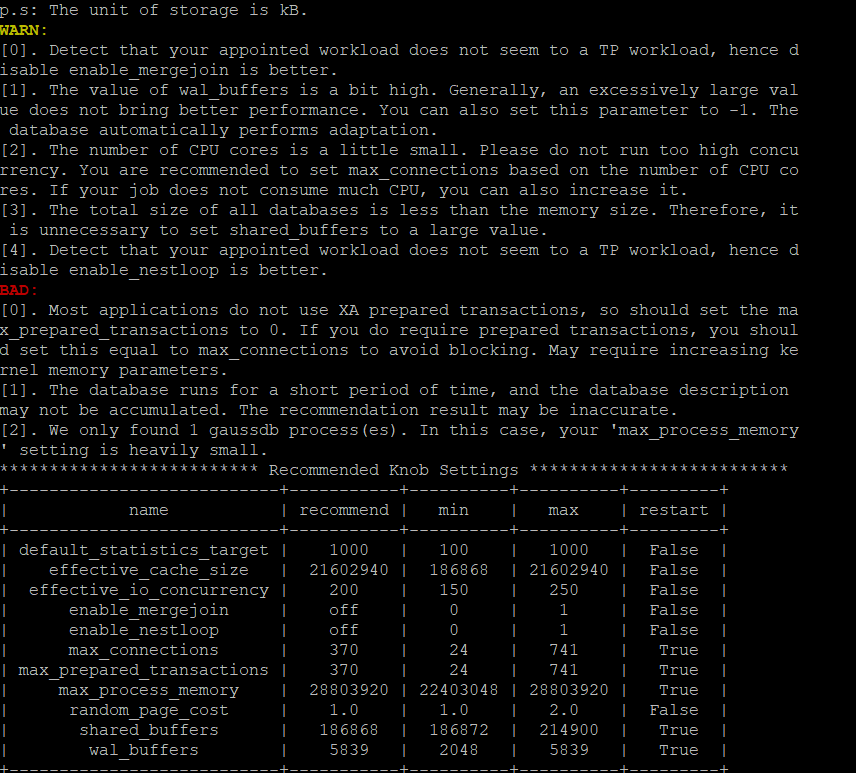 p.s: The unit of storage is kB.
WARN:
[0]. Detect that your appointed workload does not seem to a TP workload, hence d
isable enable_mergejoin is better.
[1]. The value of wal_buffers is a bit high. Generally, an excessively large val
ue does not bring better performance. You can also set this parameter to -1. The
 database automatically performs adaptation.
[2]. The number of CPU cores is a little small. Please do not run too high concu
rrency. You are recommended to set max_connections based on the number of CPU co
res. If your job does not consume much CPU, you can also increase it.
[3]. The total size of all databases is less than the memory size. Therefore, it
 is unnecessary to set shared_buffers to a large value.
[4]. Detect that your appointed workload does not seem to a TP workload, hence d
isable enable_nestloop is better.
BAD:
[0]. Most applications do not use XA prepared transactions, so should set the ma
x_prepared_transactions to 0. If you do require prepared transactions, you shoul
d set this equal to max_connections to avoid blocking. May require increasing ke
rnel memory parameters.
[1]. The database runs for a short period of time, and the database description
may not be accumulated. The recommendation result may be inaccurate.
[2]. We only found 1 gaussdb process(es). In this case, your 'max_process_memory
' setting is heavily small.
************************** Recommended Knob Settings **************************
+---------------------------+-----------+----------+----------+---------+
|            name           | recommend |   min    |   max    | restart |
+---------------------------+-----------+----------+----------+---------+
| default_statistics_target |    1000   |   100    |   1000   |  False  |
|    effective_cache_size   |  21602940 |  186868  | 21602940 |  False  |
|  effective_io_concurrency |    200    |   150    |   250    |  False  |
|      enable_mergejoin     |    off    |    0     |    1     |  False  |
|      enable_nestloop      |    off    |    0     |    1     |  False  |
|      max_connections      |    370    |    24    |   741    |   True  |
| max_prepared_transactions |    370    |    24    |   741    |   True  |
|     max_process_memory    |  28803920 | 22403048 | 28803920 |   True  |
|      random_page_cost     |    1.0    |   1.0    |   2.0    |  False  |
|       shared_buffers      |   186868  |  186872  |  214900  |   True  |
|        wal_buffers        |    5839   |   2048   |   5839   |   True  |
+---------------------------+-----------+----------+----------+---------+